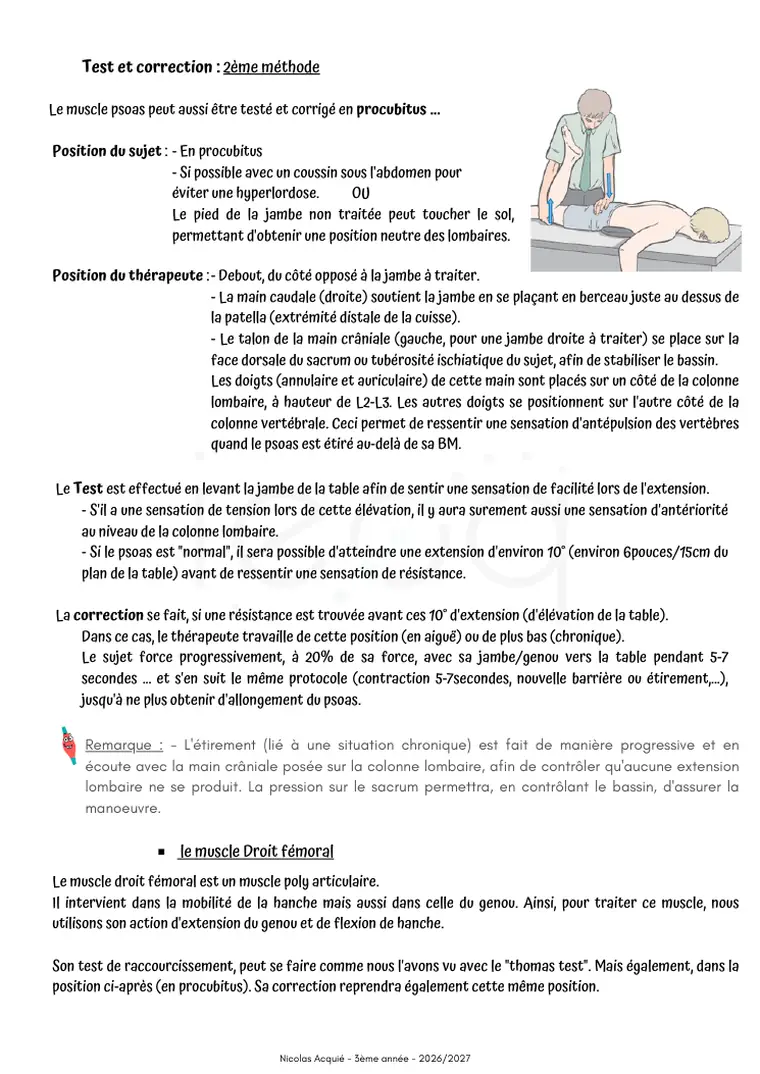 Test et correction : 2ème méthode
Le muscle psoas peut aussi être testé et corrigé en procubitus ...
Position du sujet : - En procubitus
- Si possible avec un coussin sous l'abdomen pour
éviter une hyperlordose. OU
Le pied de la jambe non traitée peut toucher le sol,
permettant d'obtenir une position neutre des lombaires.
Position du thérapeute : - Debout, du côté opposé à la jambe à traiter.
- La main caudale (droite) soutient la jambe en se plaçant en berceau juste au dessus de
la patella (extrémité distale de la cuisse).
- Le talon de la main crâniale (gauche, pour une jambe droite à traiter) se place sur la
face dorsale du sacrum ou tubérosité ischiatique du sujet, afin de stabiliser le bassin.
Les doigts (annulaire et auriculaire) de cette main sont placés sur un côté de la colonne
lombaire, à hauteur de L2-L3. Les autres doigts se positionnent sur l'autre côté de la
colonne vertébrale. Ceci permet de ressentir une sensation d'antépulsion des vertèbres
quand le psoas est étiré au-delà de sa BM.
Le Test est effectué en levant la jambe de la table afin de sentir une sensation de facilité lors de l'extension.
- S'il a une sensation de tension lors de cette élévation, il y aura surement aussi une sensation d'antériorité
au niveau de la colonne lombaire.
- Si le psoas est "normal", il sera possible d'atteindre une extension d'environ 10° (environ 6pouces/15cm du
plan de la table) avant de ressentir une sensation de résistance.
La correction se fait, si une résistance est trouvée avant ces 10° d'extension (d'élévation de la table).
Dans ce cas, le thérapeute travaille de cette position (en aiguë) ou de plus bas (chronique).
Le sujet force progressivement, à 20% de sa force, avec sa jambe/genou vers la table pendant 5-7
secondes ... et s'en suit le même protocole (contraction 5-7secondes, nouvelle barrière ou étirement,...),
jusqu'à ne plus obtenir d'allongement du psoas.
Remarque : - L'étirement (lié à une situation chronique) est fait de manière progressive et en
écoute avec la main crâniale posée sur la colonne lombaire, afin de contrôler qu'aucune extension
lombaire ne se produit. La pression sur le sacrum permettra, en contrôlant le bassin, d'assurer la
manoeuvre.
▪ le muscle Droit fémoral
Le muscle droit fémoral est un muscle poly articulaire.
Il intervient dans la mobilité de la hanche mais aussi dans celle du genou. Ainsi, pour traiter ce muscle, nous
utilisons son action d'extension du genou et de flexion de hanche.
Son test de raccourcissement, peut se faire comme nous l'avons vu avec le "thomas test". Mais également, dans la
position ci-après (en procubitus). Sa correction reprendra également cette même position.
Nicolas Acquié - 3ème année - 2026/2027